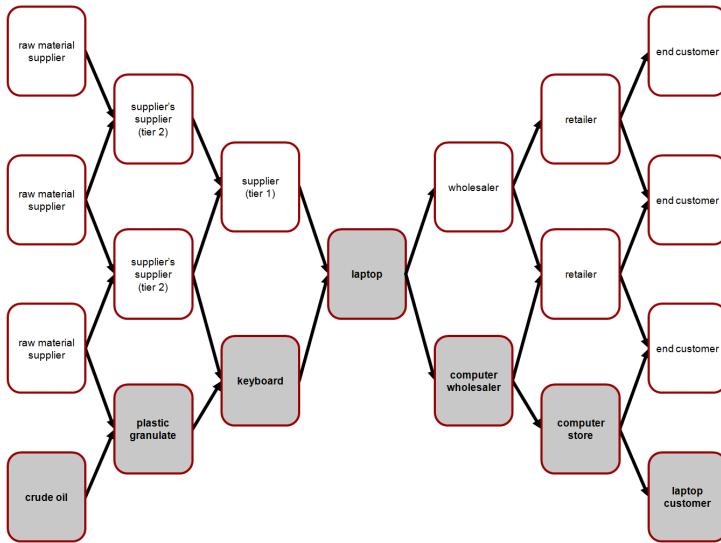 raw material
supplier
raw material
supplier
raw material
supplier
crude oil
supplier's
supplier
(tier 2)
supplier's
supplier
(tier 2)
plastic
granulate
supplier
(tier 1)
keyboard
laptop
wholesaler
computer
wholesaler
retailer
retailer
computer
store
end customer
end customer
end customer
laptop
customer